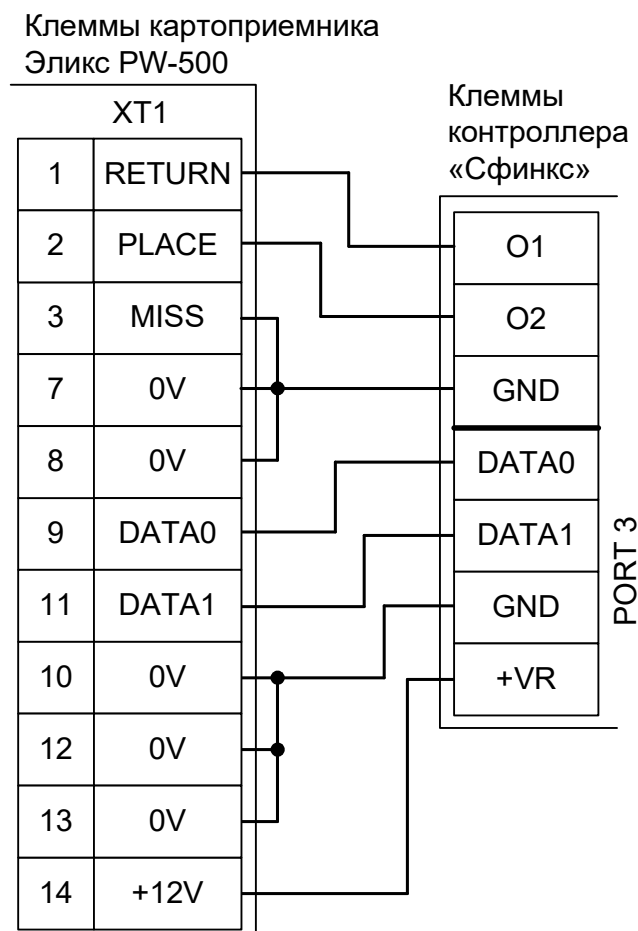 Клеммы картоприемника
Эликс PW-500
XT1
1 RETURN
2 PLACE
3 MISS
7 0V
8 0V
9 DATA0
11 DATA1
10 0V
12 0V
13 0V
14 +12V
Клеммы
контроллера
«Сфинкс»
O1
O2
GND
DATA0
DATA1
GND
+VR
PORT 3